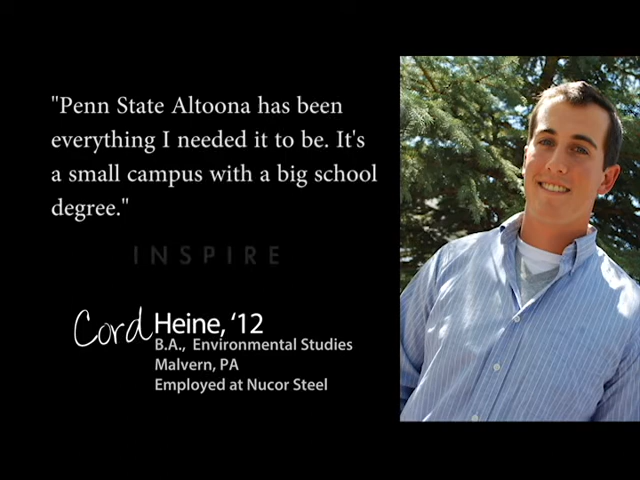 "Penn State Altoona has been
everything I needed it to be. It's
a small campus with a big school
degree."
INSPIRE
Cord Heine, ‘12
B.A., Environmental Studies
Malvern, PA
Employed at Nucor Steel